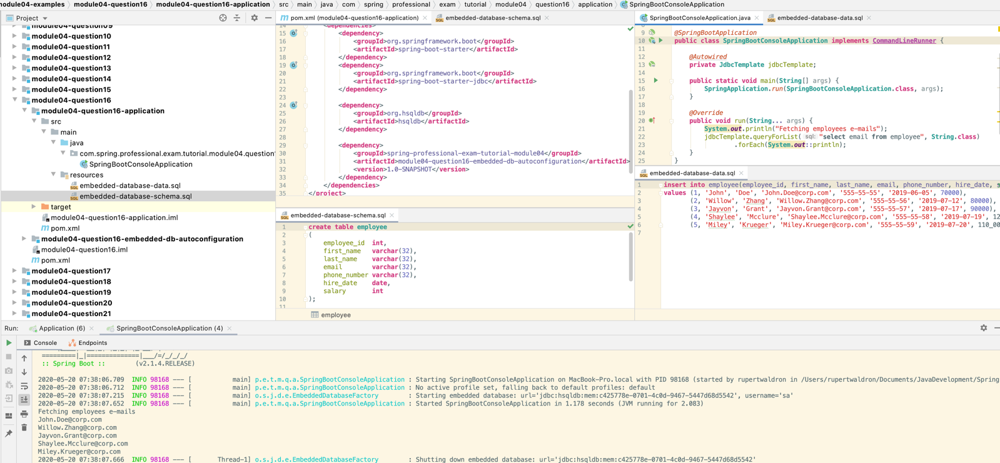 module04-examples › module04-question16 › module04-question16-application › src › main › java › com › spring › professional › exam › tutorial › module04 › question16 › application › SpringBootConsoleApplication
Project
module04-question09
module04-question10
module04-question11
module04-question12
module04-question13
module04-question14
module04-question15
module04-question16
module04-question16-application
src
main
java
com.spring.professional.exam.tutorial.module04.question
SpringBootConsoleApplication
resources
embedded-database-data.sql
embedded-database-schema.sql
target
module04-question16-application.iml
pom.xml
module04-question16-embedded-db-autoconfiguration
module04-question16.iml
pom.xml
module04-question17
module04-question18
module04-question19
module04-question20
module04-question21
pom.xml (module04-question16-application)
embedded-database-schema.sql
14 <dependencies>
15 <dependency>
16 <groupId>org.springframework.boot</groupId>
17 <artifactId>spring-boot-starter</artifactId>
18 </dependency>
19 <dependency>
20 <groupId>org.springframework.boot</groupId>
21 <artifactId>spring-boot-starter-jdbc</artifactId>
22 </dependency>
23
24 <dependency>
25 <groupId>org.hsqldb</groupId>
26 <artifactId>hsqldb</artifactId>
27 </dependency>
28
29 <dependency>
30 <groupId>spring-professional-exam-tutorial-module04</groupId>
31 <artifactId>module04-question16-embedded-db-autoconfiguration</artifactId>
32 <version>1.0-SNAPSHOT</version>
33 </dependency>
34 </dependencies>
35 </project>
embedded-database-schema.sql
1 create table employee
2 (
3 employee_id int,
4 first_name varchar(32),
5 last_name varchar(32),
6 email varchar(32),
7 phone_number varchar(32),
8 hire_date date,
9 salary int
10 );
11
employee
SpringBootConsoleApplication.java
embedded-database-data.sql
8
9 @SpringBootApplication
10 public class SpringBootConsoleApplication implements CommandLineRunner {
11
12 @Autowired
13 private JdbcTemplate jdbcTemplate;
14
15 public static void main(String[] args) {
16 SpringApplication.run(SpringBootConsoleApplication.class, args);
17 }
18
19 @Override
20 public void run(String... args) {
21 System.out.println("Fetching employees e-mails");
22 jdbcTemplate.queryForList( sql: "select email from employee", String.class)
23 .forEach(System.out::println);
24 }
25 }
embedded-database-data.sql
1 insert into employee(employee_id, first_name, last_name, email, phone_number, hire_date, s
2 values (1, 'John', 'Doe', 'John.Doe@corp.com', '555-55-55', '2019-06-05', 70000),
3 (2, 'Willow', 'Zhang', 'Willow.Zhang@corp.com', '555-55-56', '2019-07-12', 80000),
4 (3, 'Jayvon', 'Grant', 'Jayvon.Grant@corp.com', '555-55-57', '2019-07-17', 90000),
5 (4, 'Shaylee', 'Mcclure', 'Shaylee.Mcclure@corp.com', '555-55-58', '2019-07-19', 12
6 (5, 'Miley', 'Krueger', 'Miley.Krueger@corp.com', '555-55-59', '2019-07-20', 110_00
7
Run: Application (6) SpringBootConsoleApplication (4)
Console Endpoints
=========|_|==============|___/=/_/_/_/
:: Spring Boot :: (v2.1.4.RELEASE)
2020-05-20 07:38:06.709 INFO 98168 --- [ main] p.e.t.m.q.a.SpringBootConsoleApplication : Starting SpringBootConsoleApplication on MacBook-Pro.local with PID 98168 (started by rupertwaldron in /Users/rupertwaldron/Documents/JavaDevelopment/Spring
2020-05-20 07:38:06.712 INFO 98168 --- [ main] p.e.t.m.q.a.SpringBootConsoleApplication : No active profile set, falling back to default profiles: default
2020-05-20 07:38:07.215 INFO 98168 --- [ main] o.s.j.d.e.EmbeddedDatabaseFactory : Starting embedded database: url='jdbc:hsqldb:mem:c425778e-0701-4c0d-9467-5447d68d5542', username='sa'
2020-05-20 07:38:07.652 INFO 98168 --- [ main] p.e.t.m.q.a.SpringBootConsoleApplication : Started SpringBootConsoleApplication in 1.178 seconds (JVM running for 2.083)
Fetching employees e-mails
John.Doe@corp.com
Willow.Zhang@corp.com
Jayvon.Grant@corp.com
Shaylee.Mcclure@corp.com
Miley.Krueger@corp.com
2020-05-20 07:38:07.666 INFO 98168 --- [ Thread-1] o.s.j.d.e.EmbeddedDatabaseFactory : Shutting down embedded database: url='jdbc:hsqldb:mem:c425778e-0701-4c0d-9467-5447d68d5542'